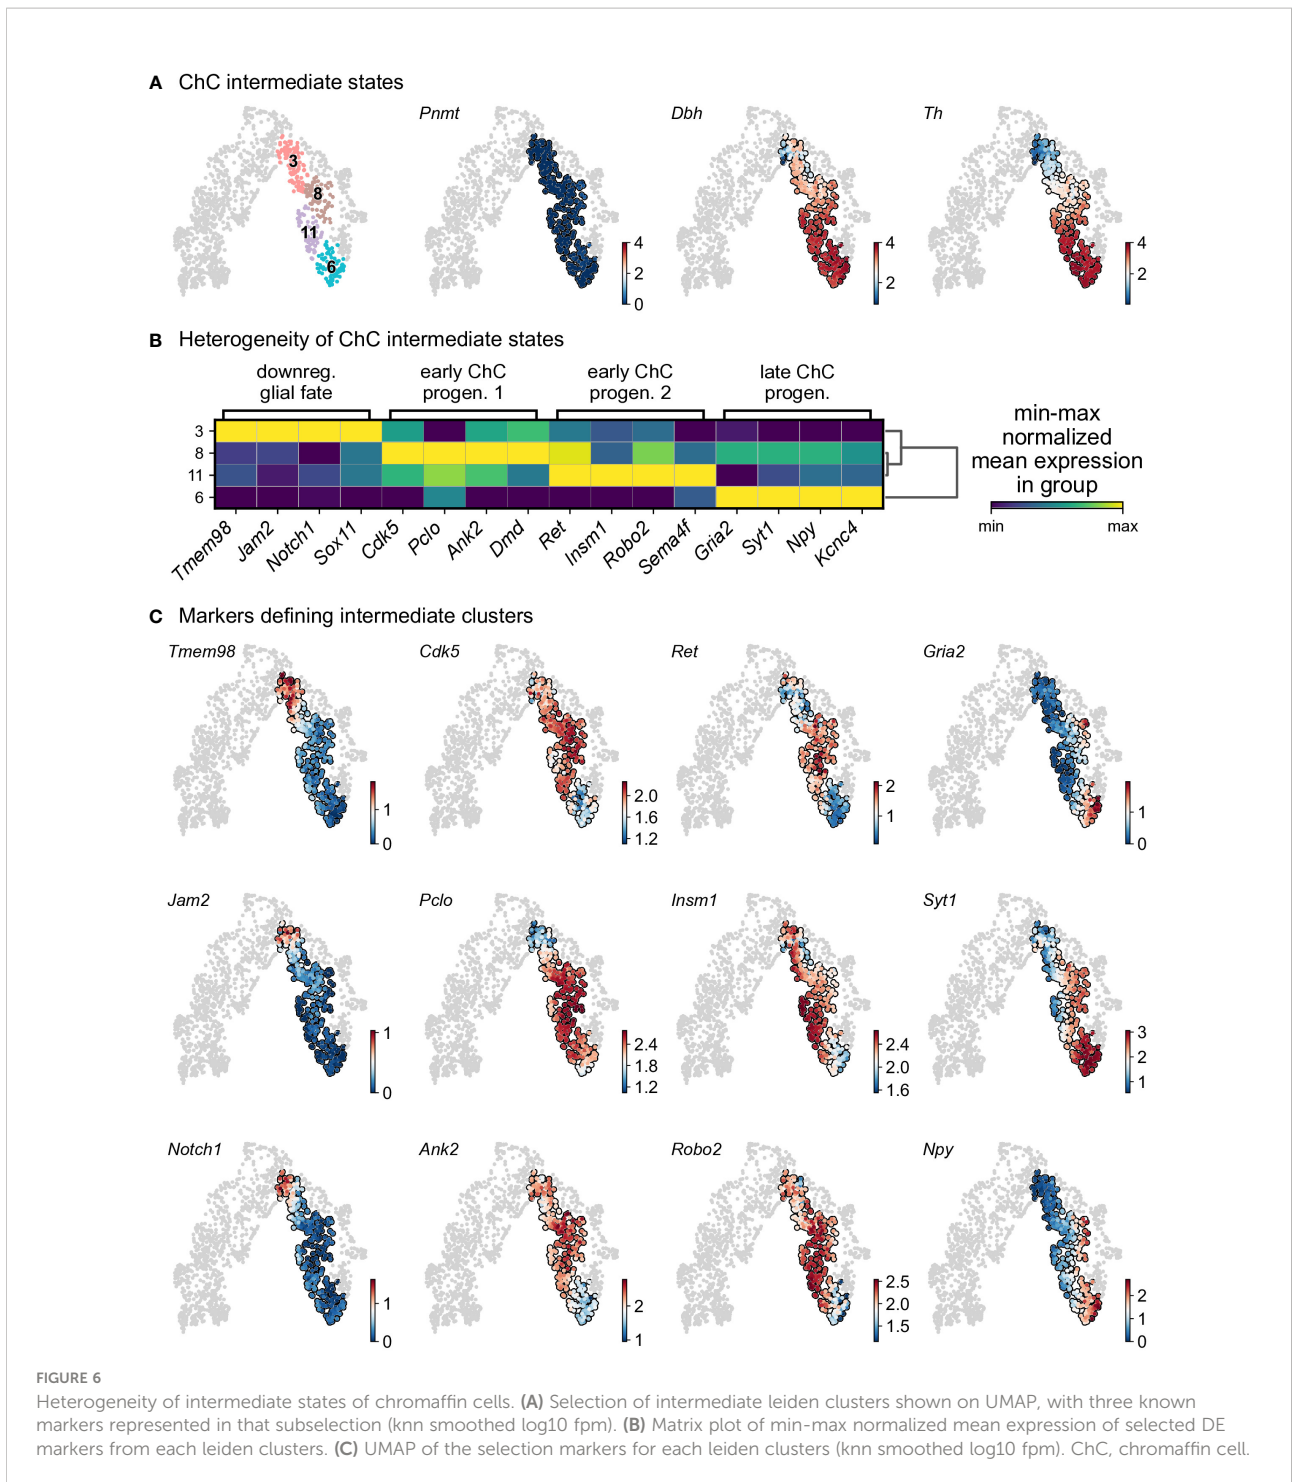 A ChC intermediate states
Pnmt
Dbh
Th
3
8
11
6
4
2
0
4
2
4
2
B Heterogeneity of ChC intermediate states
downreg.
glial fate
early ChC
progen. 1
early ChC
progen. 2
late ChC
progen.
3
8
11
6
Tmem98
Jam2
Notch1
Sox11
Cdk5
Pclo
Ank2
Dmd
Ret
Insm1
Robo2
Sema4f
Gria2
Syt1
Npy
Kcnc4
min-max
normalized
mean expression
in group
min max
C Markers defining intermediate clusters
Tmem98
Cdk5
Ret
Gria2
1
0
2.0
1.6
1.2
2
1
1
0
Jam2
Pclo
Insm1
Syt1
1
0
2.4
1.8
1.2
2.4
2.0
1.6
3
2
1
Notch1
Ank2
Robo2
Npy
1
0
2
1
2.5
2.0
1.5
2
1
0
FIGURE 6
Heterogeneity of intermediate states of chromaffin cells. (A) Selection of intermediate leiden clusters shown on UMAP, with three known
markers represented in that subselection (knn smoothed log10 fpm). (B) Matrix plot of min-max normalized mean expression of selected DE
markers from each leiden clusters. (C) UMAP of the selection markers for each leiden clusters (knn smoothed log10 fpm). ChC, chromaffin cell.